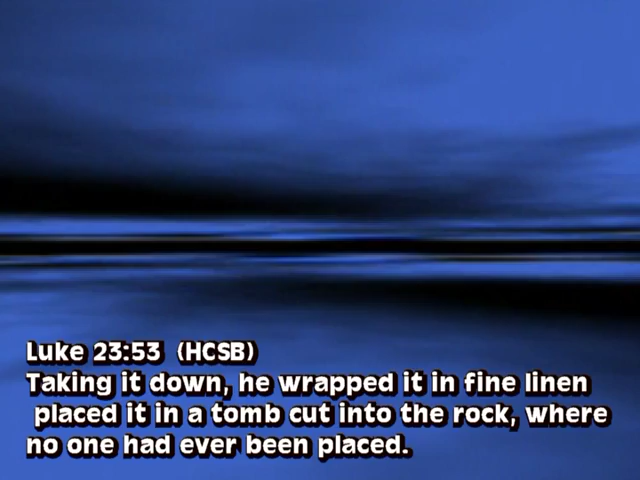 Luke 23:53 (HCSB)
Taking it down, he wrapped it in fine linen
placed it in a tomb cut into the rock, where
no one had ever been placed.